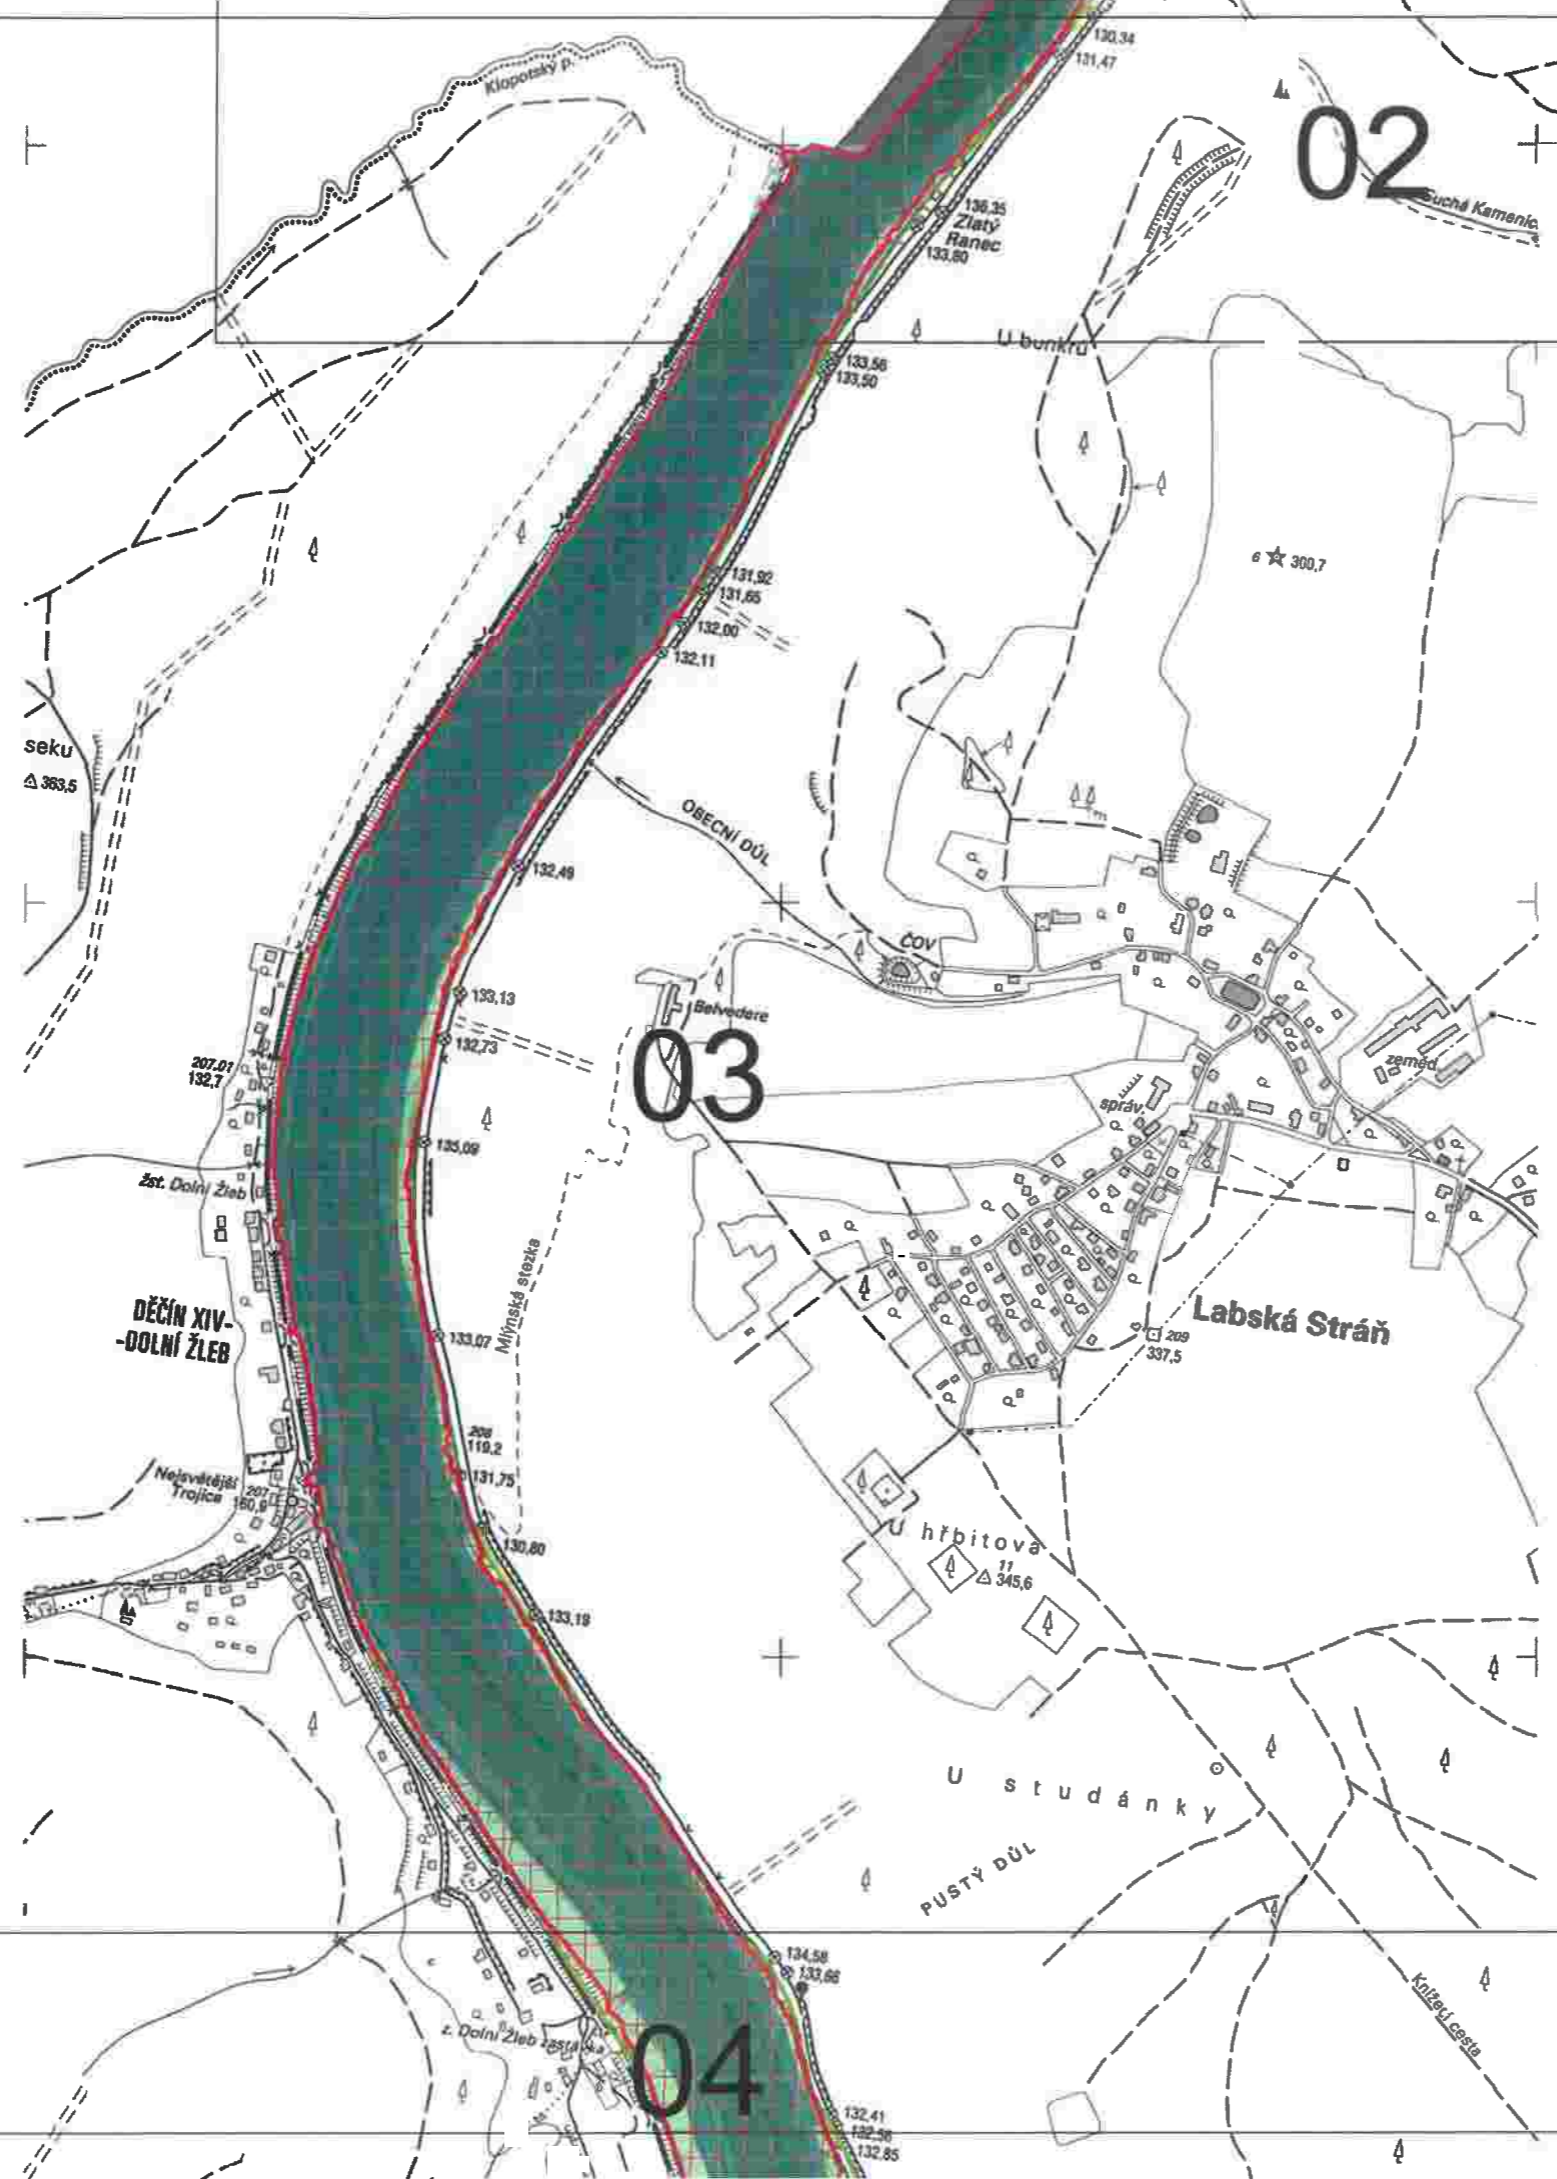 130,34
131,47
Klopotský p.
02
Suchá Kamenic
136,35
Zlatý
Ranec
133,80
U bunkrů
133,56
133,50
6 300,7
131,92
131,65
132,00
132,11
seku
363,5
OBECNÍ DŮL
132,49
ČOV
133,13
Belvedere
132,73
03
zeměd.
207.01
132,7
správ.
135,09
žst. Dolní Žleb
Mlýnská stezka
DĚČÍN XIV-
-DOLNÍ ŽLEB
Labská Stráň
133,07
209
337,5
208
119,2
131,75
Nejsvětější
Trojice
207
160,9
130,80
U hřbitova
11
345,6
133,19
U studánky
PUSTÝ DŮL
134,58
133,66
Knížecí cesta
z. Dolní Žleb zastávka
04
132,41
132,56
132,85